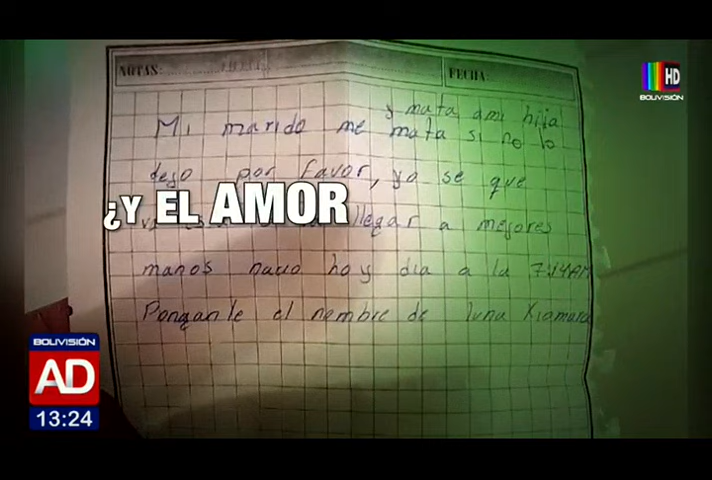 NOTAS:
FECHA:
HD
BOLIVISIÓN
y mata ami hija
Mi marido me mata si no lo
dejo por favor, yo se que
¿Y EL AMOR
llegar a mejores
manos nacio hoy dia a la 7:14AM
Ponganle el nombre de luna Xiomara
BOLIVISIÓN
AD
13:24